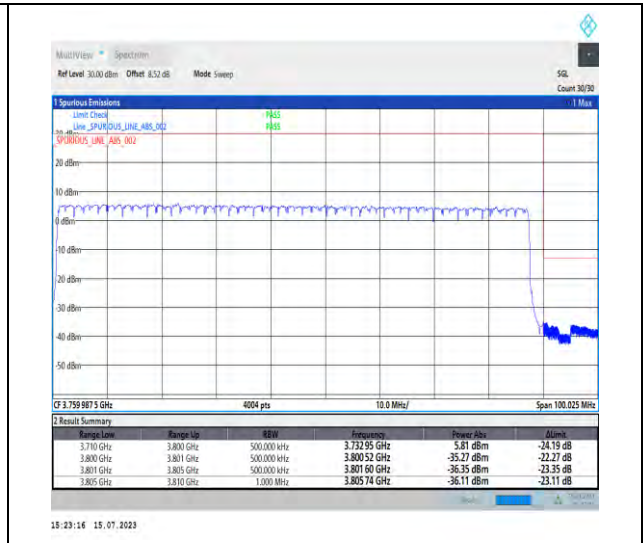 MultiView Spectrum
Ref Level 30.00 dBm Offset 8.52 dB Mode Sweep SGL
Count 30/30
1 Spurious Emissions 1 Max
Limit Check PASS
Line _SPURIOUS_LINE_ABS_002 PASS
_SPURIOUS_LINE_ABS_002
20 dBm
10 dBm
0 dBm
-10 dBm
-20 dBm
-30 dBm
-40 dBm
-50 dBm
CF 3.759 987 5 GHz 4004 pts 10.0 MHz/ Span 100.025 MHz
2 Result Summary
Range Low Range Up RBW Frequency Power Abs ΔLimit
3.710 GHz 3.800 GHz 500.000 kHz 3.732 95 GHz 5.81 dBm -24.19 dB
3.800 GHz 3.801 GHz 500.000 kHz 3.800 52 GHz -35.27 dBm -22.27 dB
3.801 GHz 3.805 GHz 500.000 kHz 3.801 60 GHz -36.35 dBm -23.35 dB
3.805 GHz 3.810 GHz 1.000 MHz 3.805 74 GHz -36.11 dBm -23.11 dB
15:23:16 15.07.2023